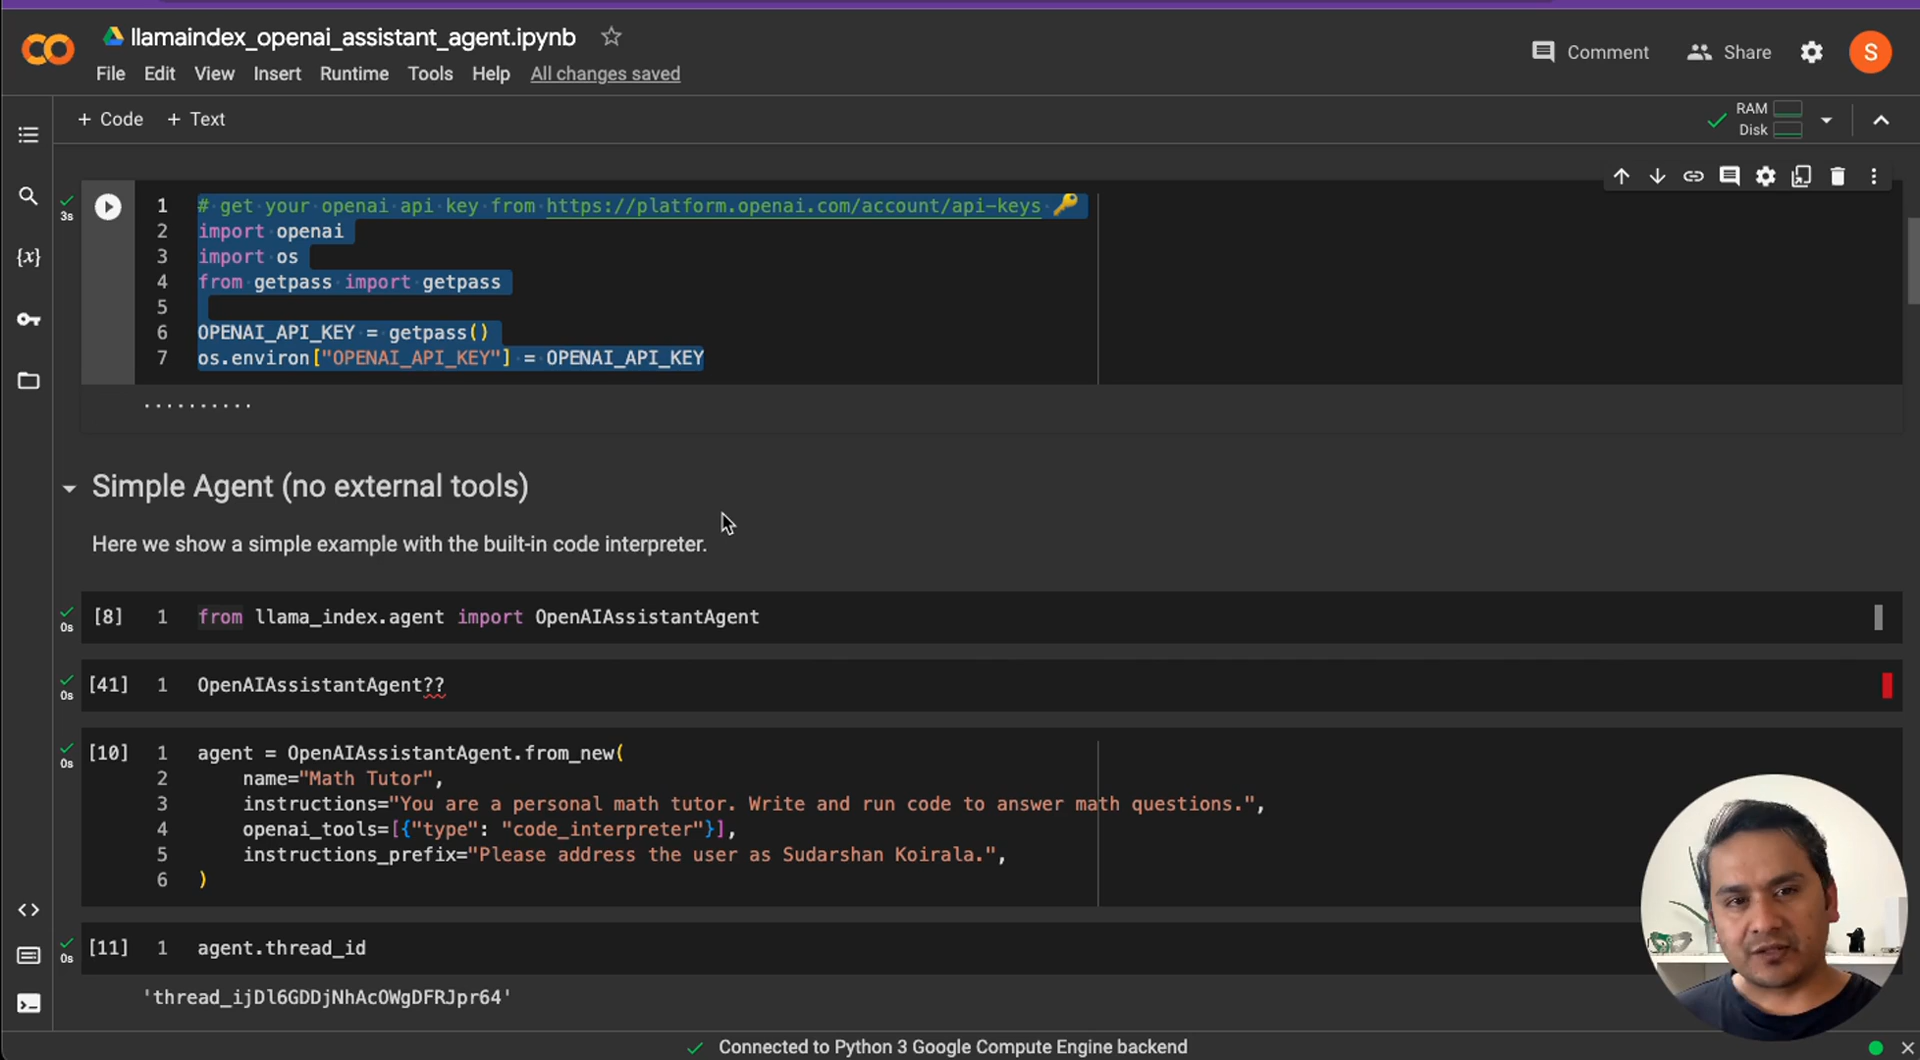 llamaindex_openai_assistant_agent.ipynb
Comment
Share
S
File Edit View Insert Runtime Tools Help All changes saved
+ Code + Text
RAM
Disk
3s
1 # get your openai api key from https://platform.openai.com/account/api-keys 🔑
2 import openai
3 import os
4 from getpass import getpass
5
6 OPENAI_API_KEY = getpass()
7 os.environ["OPENAI_API_KEY"] = OPENAI_API_KEY
··········
Simple Agent (no external tools)
Here we show a simple example with the built-in code interpreter.
0s [8] 1 from llama_index.agent import OpenAIAssistantAgent
0s [41] 1 OpenAIAssistantAgent??
0s [10] 1 agent = OpenAIAssistantAgent.from_new(
2 name="Math Tutor",
3 instructions="You are a personal math tutor. Write and run code to answer math questions.",
4 openai_tools=[{"type": "code_interpreter"}],
5 instructions_prefix="Please address the user as Sudarshan Koirala.",
6 )
0s [11] 1 agent.thread_id
'thread_ijDl6GDDjNhAcOWgDFRJpr64'
Connected to Python 3 Google Compute Engine backend